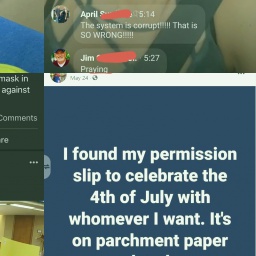 April S 5:14
The system is corrupt!!!!! That is
SO WRONG!!!!!
Jim 5:27
Praying
mask in
against
Comments
re
May 24
I found my permission
slip to celebrate the
4th of July with
whomever I want. It's
on parchment paper